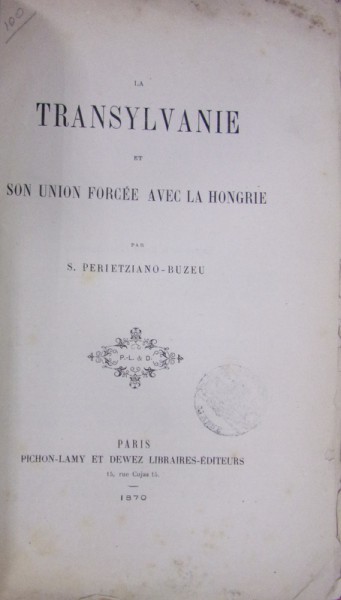 100
LA
TRANSYLVANIE
ET
SON UNION FORCÉE AVEC LA HONGRIE
PAR
S. PERIETZIANO-BUZEU
P.-L. & D.
PARIS
PICHON-LAMY ET DEWEZ LIBRAIRES-ÉDITEURS
15, rue Cujas 15.
1870